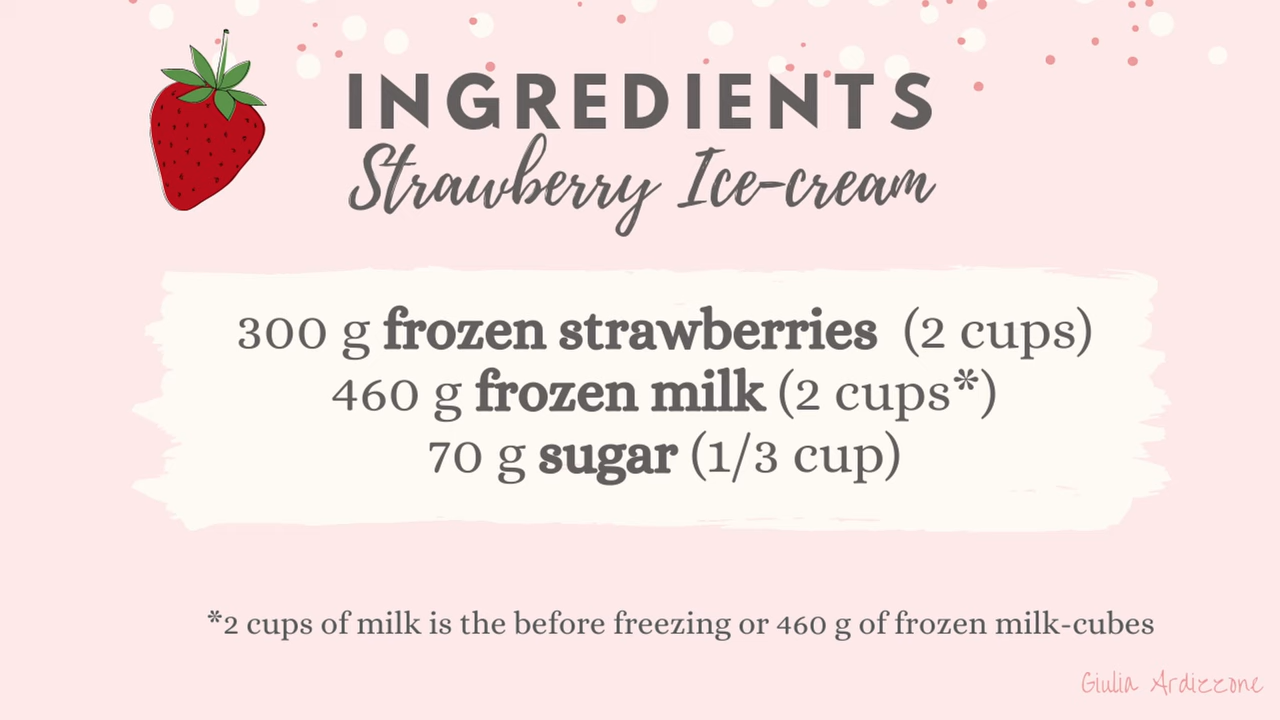 INGREDIENTS
Strawberry Ice-cream
300 g frozen strawberries (2 cups)
460 g frozen milk (2 cups*)
70 g sugar (1/3 cup)
*2 cups of milk is the before freezing or 460 g of frozen milk-cubes
Giulia Ardizzone